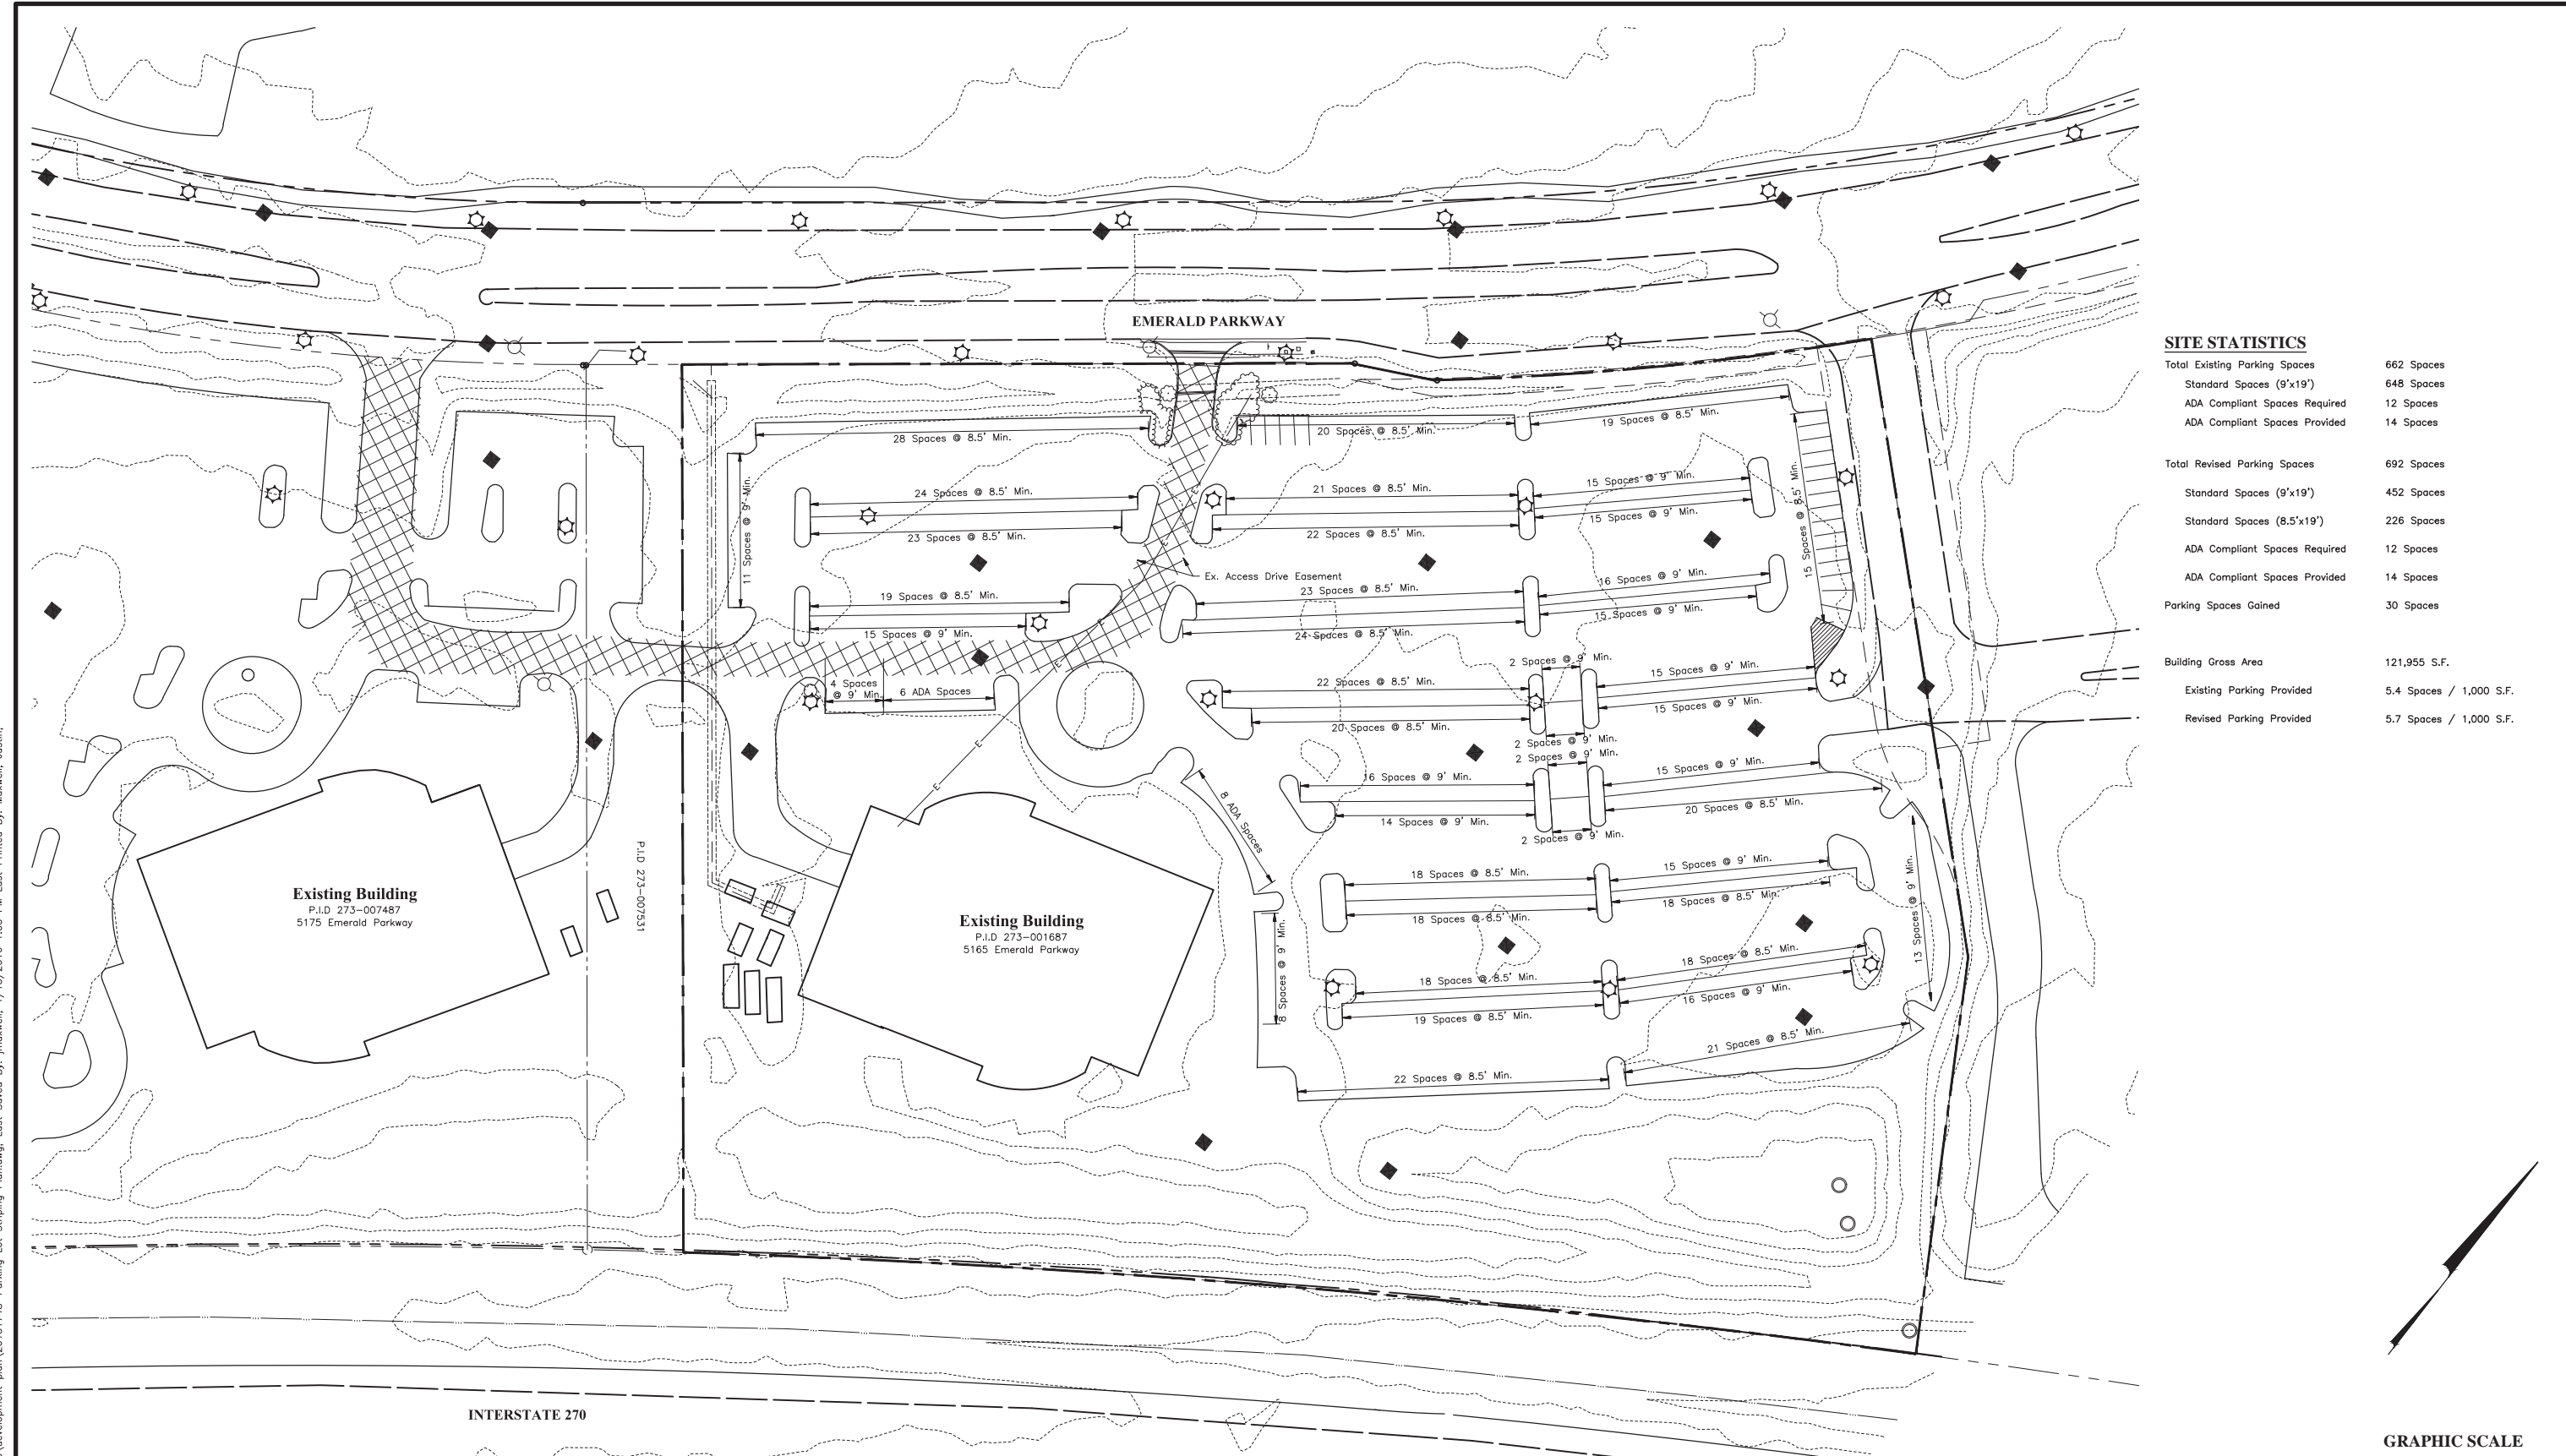 EMERALD PARKWAY
SITE STATISTICS
Total Existing Parking Spaces 662 Spaces
Standard Spaces (9'x19') 648 Spaces
ADA Compliant Spaces Required 12 Spaces
ADA Compliant Spaces Provided 14 Spaces
Total Revised Parking Spaces 692 Spaces
Standard Spaces (9'x19') 452 Spaces
Standard Spaces (8.5'x19') 226 Spaces
ADA Compliant Spaces Required 12 Spaces
ADA Compliant Spaces Provided 14 Spaces
Parking Spaces Gained 30 Spaces
Building Gross Area 121,955 S.F.
Existing Parking Provided 5.4 Spaces / 1,000 S.F.
Revised Parking Provided 5.7 Spaces / 1,000 S.F.
28 Spaces @ 8.5' Min.
20 Spaces @ 8.5' Min.
19 Spaces @ 8.5' Min.
11 Spaces @ 9' Min.
24 Spaces @ 8.5' Min.
23 Spaces @ 8.5' Min.
21 Spaces @ 8.5' Min.
22 Spaces @ 8.5' Min.
15 Spaces @ 9' Min.
15 Spaces @ 9' Min.
15 Spaces @ 8.5' Min.
Ex. Access Drive Easement
19 Spaces @ 8.5' Min.
15 Spaces @ 9' Min.
23 Spaces @ 8.5' Min.
24 Spaces @ 8.5' Min.
16 Spaces @ 9' Min.
15 Spaces @ 9' Min.
4 Spaces
@ 9' Min.
6 ADA Spaces
22 Spaces @ 8.5' Min.
20 Spaces @ 8.5' Min.
2 Spaces @ 9' Min.
2 Spaces @ 9' Min.
15 Spaces @ 9' Min.
15 Spaces @ 9' Min.
2 Spaces @ 9' Min.
2 Spaces @ 9' Min.
16 Spaces @ 9' Min.
14 Spaces @ 9' Min.
15 Spaces @ 9' Min.
20 Spaces @ 8.5' Min.
8 ADA Spaces
18 Spaces @ 8.5' Min.
18 Spaces @ 8.5' Min.
15 Spaces @ 9' Min.
18 Spaces @ 8.5' Min.
13 Spaces @ 9' Min.
8 Spaces @ 9' Min.
18 Spaces @ 8.5' Min.
19 Spaces @ 8.5' Min.
18 Spaces @ 8.5' Min.
16 Spaces @ 9' Min.
22 Spaces @ 8.5' Min.
21 Spaces @ 8.5' Min.
E
E
E
E
E
Existing Building
P.I.D 273-007487
5175 Emerald Parkway
P.I.D 273-007531
Existing Building
P.I.D 273-001687
5165 Emerald Parkway
INTERSTATE 270
GRAPHIC SCALE